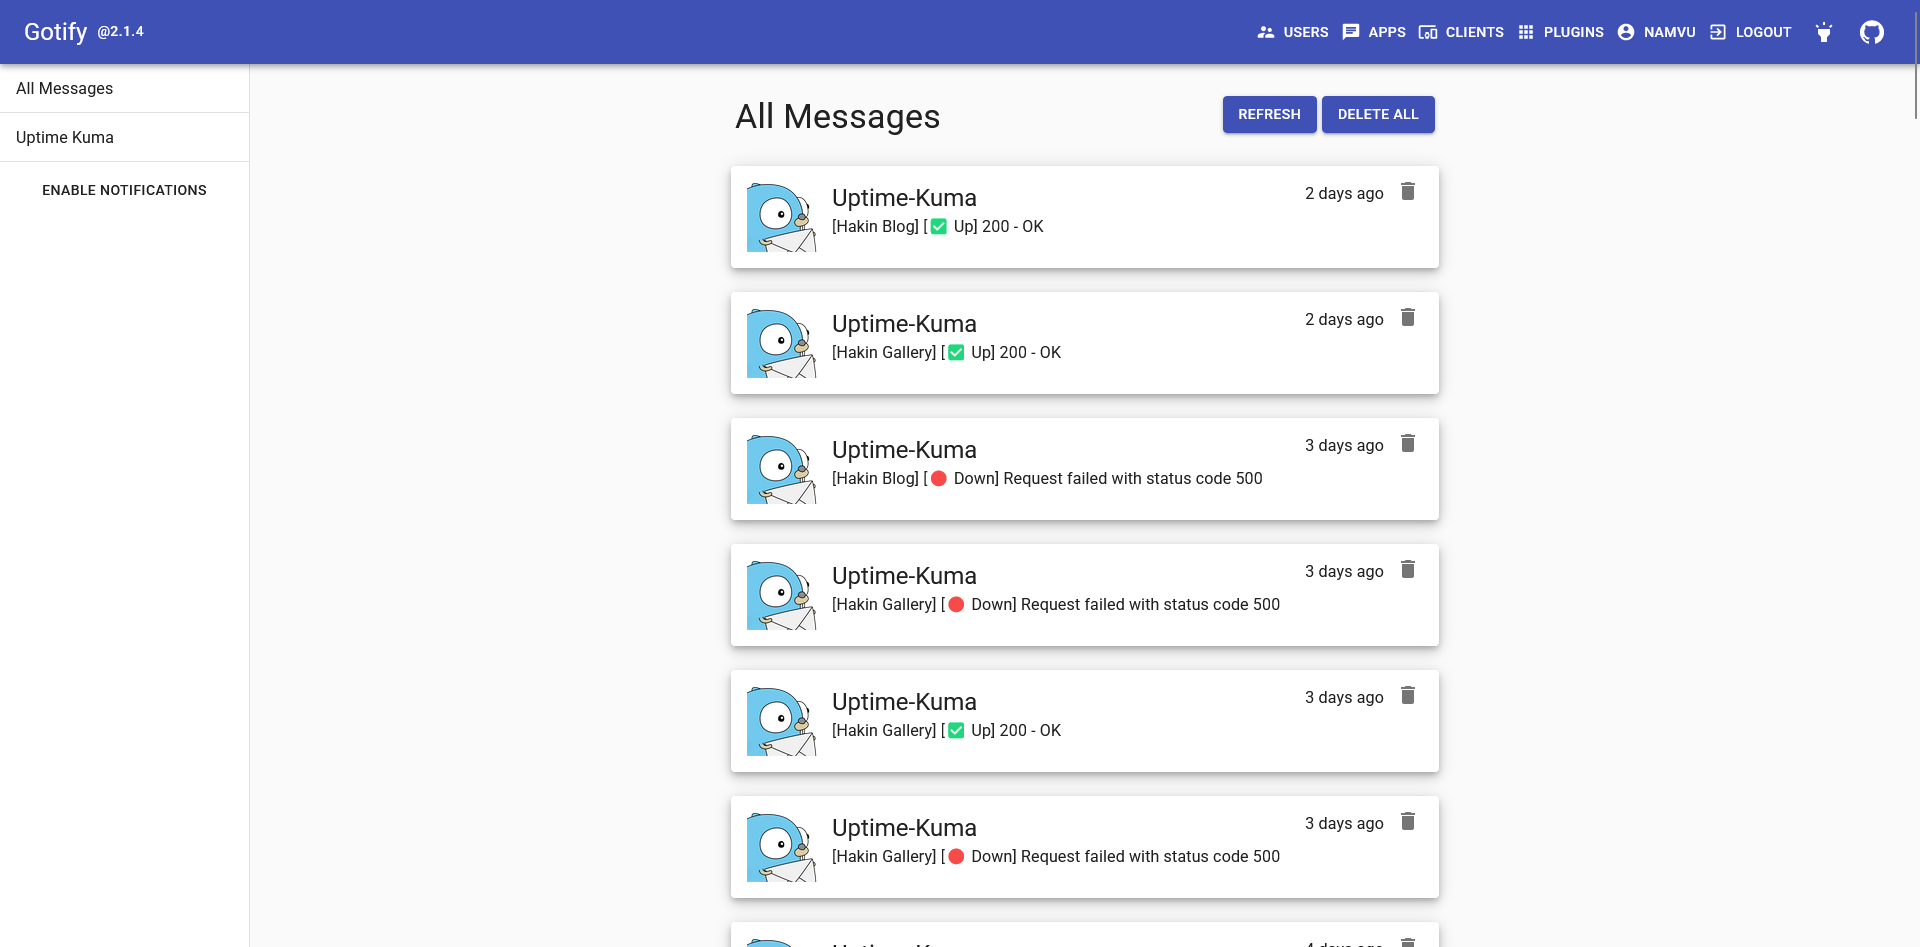 Gotify @2.1.4
USERS APPS CLIENTS PLUGINS NAMVU LOGOUT
All Messages
Uptime Kuma
ENABLE NOTIFICATIONS
All Messages
REFRESH DELETE ALL
Uptime-Kuma 2 days ago
[Hakin Blog] [✅ Up] 200 - OK
Uptime-Kuma 2 days ago
[Hakin Gallery] [✅ Up] 200 - OK
Uptime-Kuma 3 days ago
[Hakin Blog] [🔴 Down] Request failed with status code 500
Uptime-Kuma 3 days ago
[Hakin Gallery] [🔴 Down] Request failed with status code 500
Uptime-Kuma 3 days ago
[Hakin Gallery] [✅ Up] 200 - OK
Uptime-Kuma 3 days ago
[Hakin Gallery] [🔴 Down] Request failed with status code 500